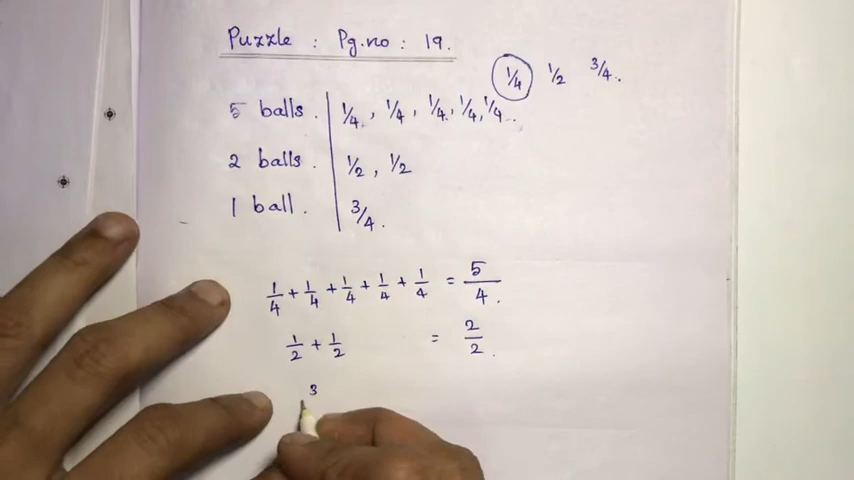 Puzzle : Pg.no : 19.
1/4 1/2 3/4.
5 balls. 1/4, 1/4, 1/4, 1/4, 1/4.
2 balls. 1/2, 1/2
1 ball. 3/4.
1/4 + 1/4 + 1/4 + 1/4 + 1/4 = 5/4.
1/2 + 1/2 = 2/2.
3